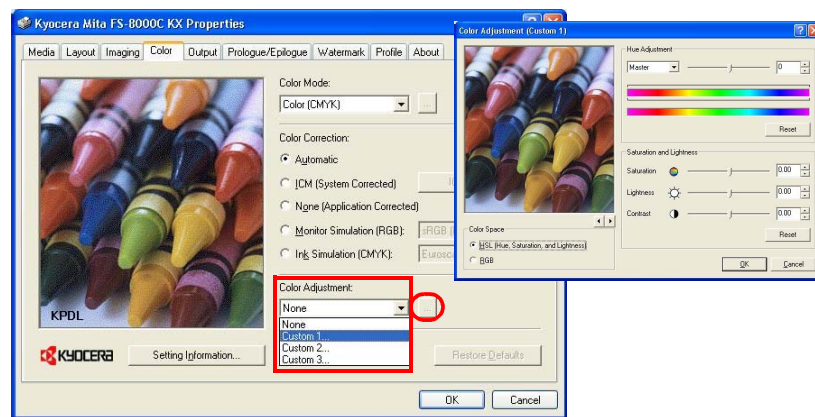 Kyocera Mita FS-8000C KX Properties
Media Layout Imaging Color Output Prologue/Epilogue Watermark Profile About
Color Mode:
Color (CMYK)
...
Color Correction:
Automatic
ICM (System Corrected)
None (Application Corrected)
Monitor Simulation (RGB):
sRGB
Ink Simulation (CMYK):
Eurosca
Color Adjustment:
None
...
None
Custom 1...
Custom 2...
Custom 3...
KPDL
KYOCERA
Setting Information...
Restore Defaults
OK Cancel
Color Adjustment (Custom 1)
Hue Adjustment
Master
0
Reset
Saturation and Lightness
Saturation 0.00
Lightness 0.00
Contrast 0.00
Reset
Color Space
HSL (Hue, Saturation, and Lightness)
RGB
OK Cancel